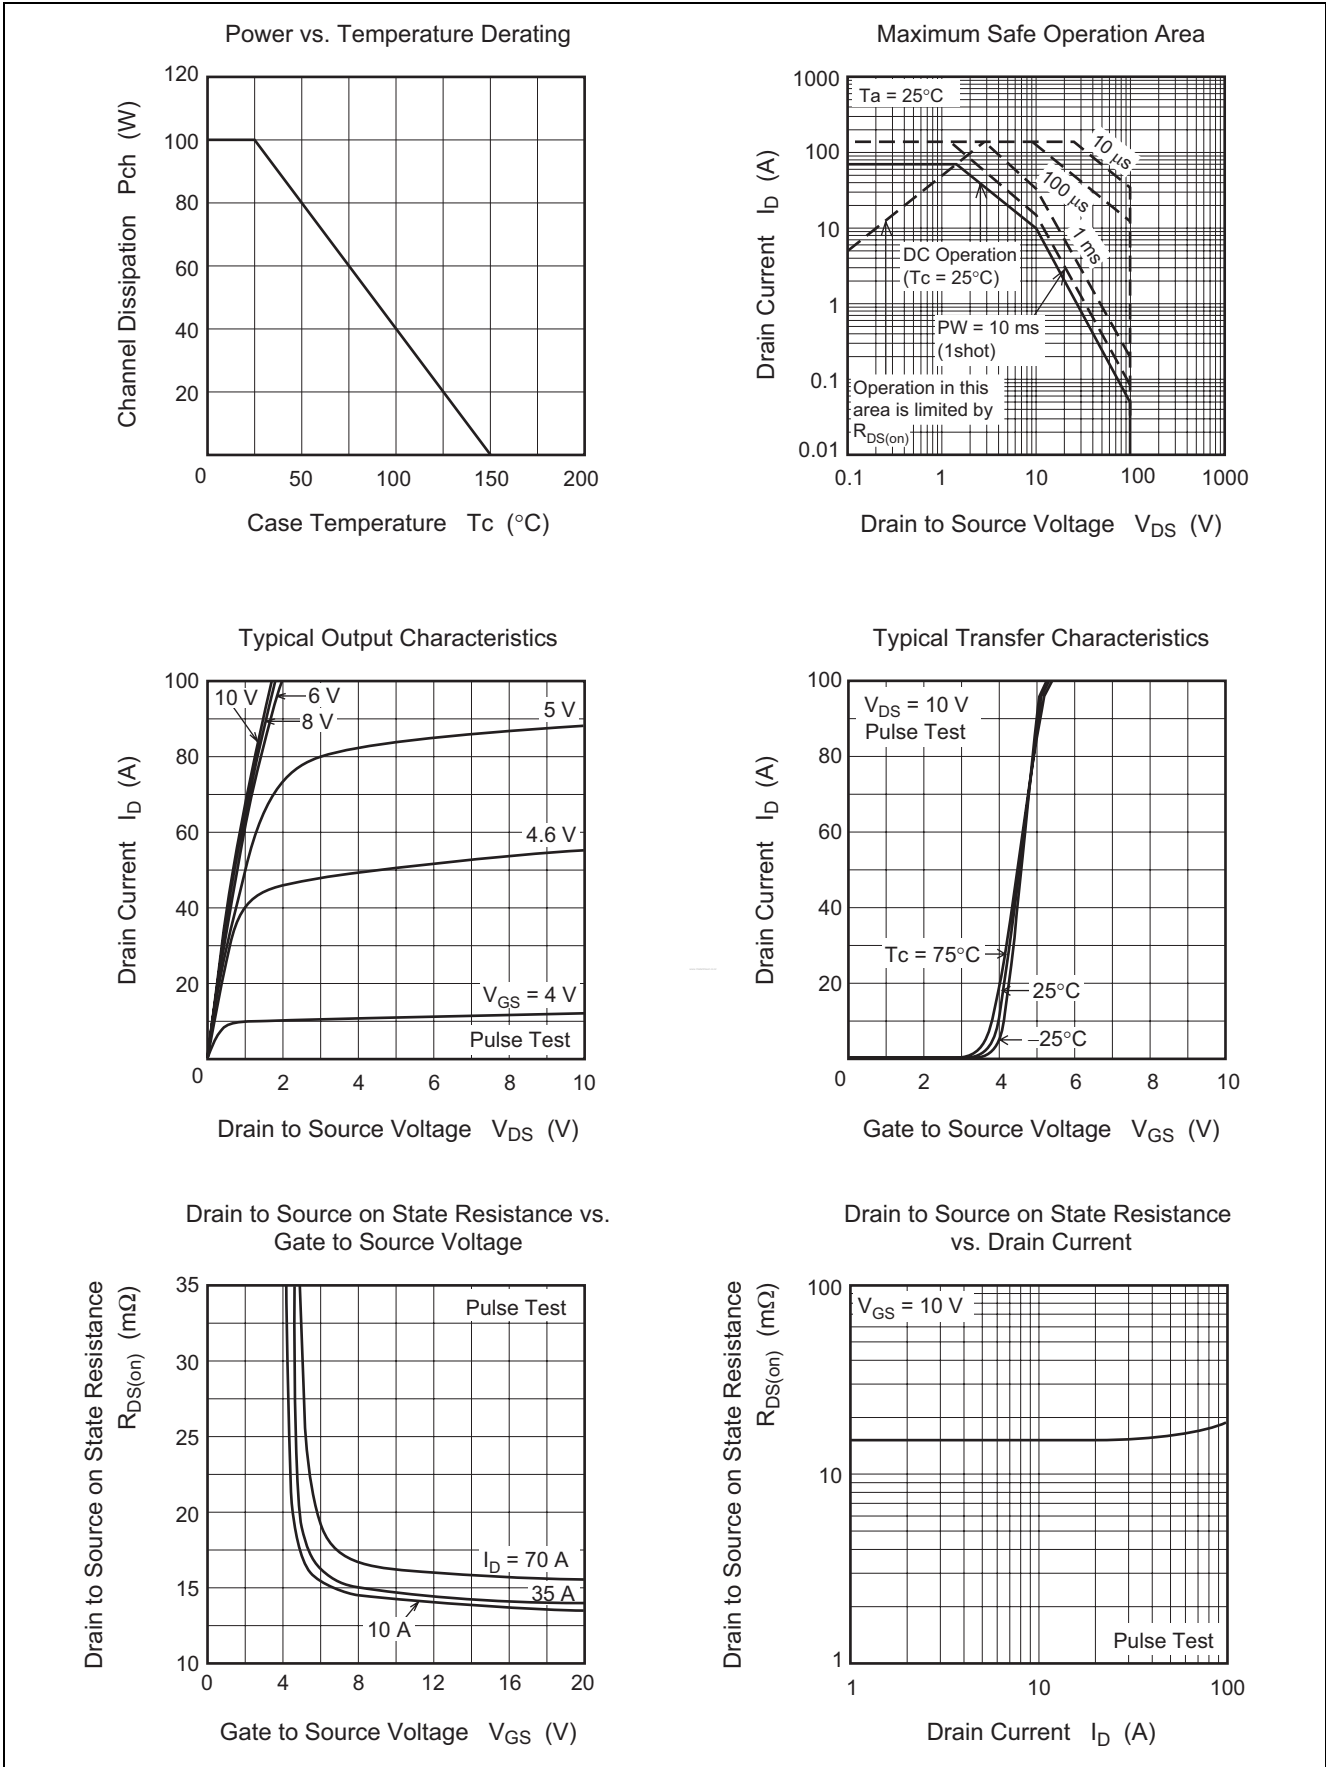 Power vs. Temperature Derating
120
100
80
60
40
20
0
50
100
150
200
Channel Dissipation Pch (W)
Case Temperature Tc (°C)
Maximum Safe Operation Area
1000
100
10
1
0.1
0.01
0.1
1
10
100
1000
Drain Current ID (A)
Drain to Source Voltage VDS (V)
Ta = 25°C
10 μs
100 μs
1 ms
DC Operation
(Tc = 25°C)
PW = 10 ms
(1shot)
Operation in this
area is limited by
RDS(on)
Typical Output Characteristics
100
80
60
40
20
0
2
4
6
8
10
Drain Current ID (A)
Drain to Source Voltage VDS (V)
10 V
6 V
8 V
5 V
4.6 V
VGS = 4 V
Pulse Test
Typical Transfer Characteristics
100
80
60
40
20
0
2
4
6
8
10
Drain Current ID (A)
Gate to Source Voltage VGS (V)
VDS = 10 V
Pulse Test
Tc = 75°C
25°C
–25°C
Drain to Source on State Resistance vs.
Gate to Source Voltage
35
30
25
20
15
10
0
4
8
12
16
20
Drain to Source on State Resistance
RDS(on) (mΩ)
Gate to Source Voltage VGS (V)
Pulse Test
ID = 70 A
35 A
10 A
Drain to Source on State Resistance
vs. Drain Current
100
10
1
1
10
100
Drain to Source on State Resistance
RDS(on) (mΩ)
Drain Current ID (A)
VGS = 10 V
Pulse Test